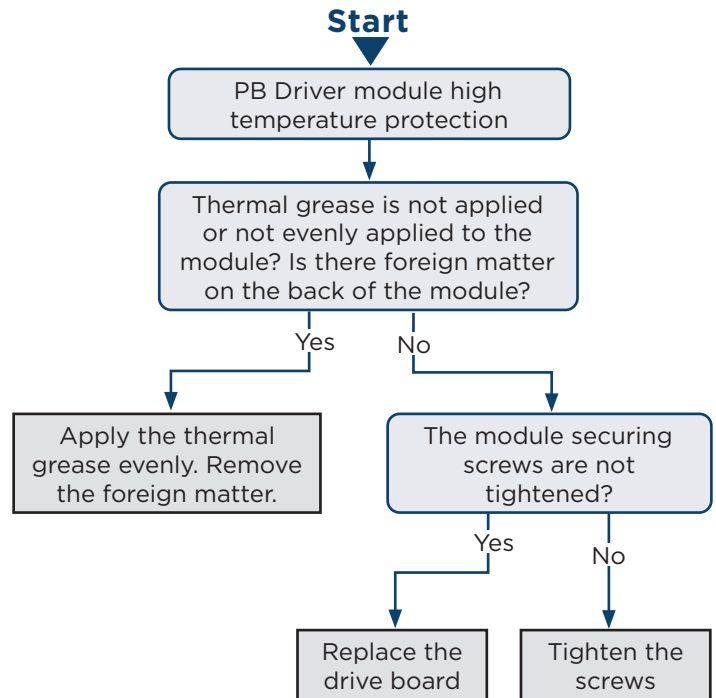 Start
PB Driver module high
temperature protection
Thermal grease is not applied
or not evenly applied to the
module? Is there foreign matter
on the back of the module?
Yes
No
Apply the thermal
grease evenly. Remove
the foreign matter.
The module securing
screws are not
tightened?
Yes
No
Replace the
drive board
Tighten the
screws